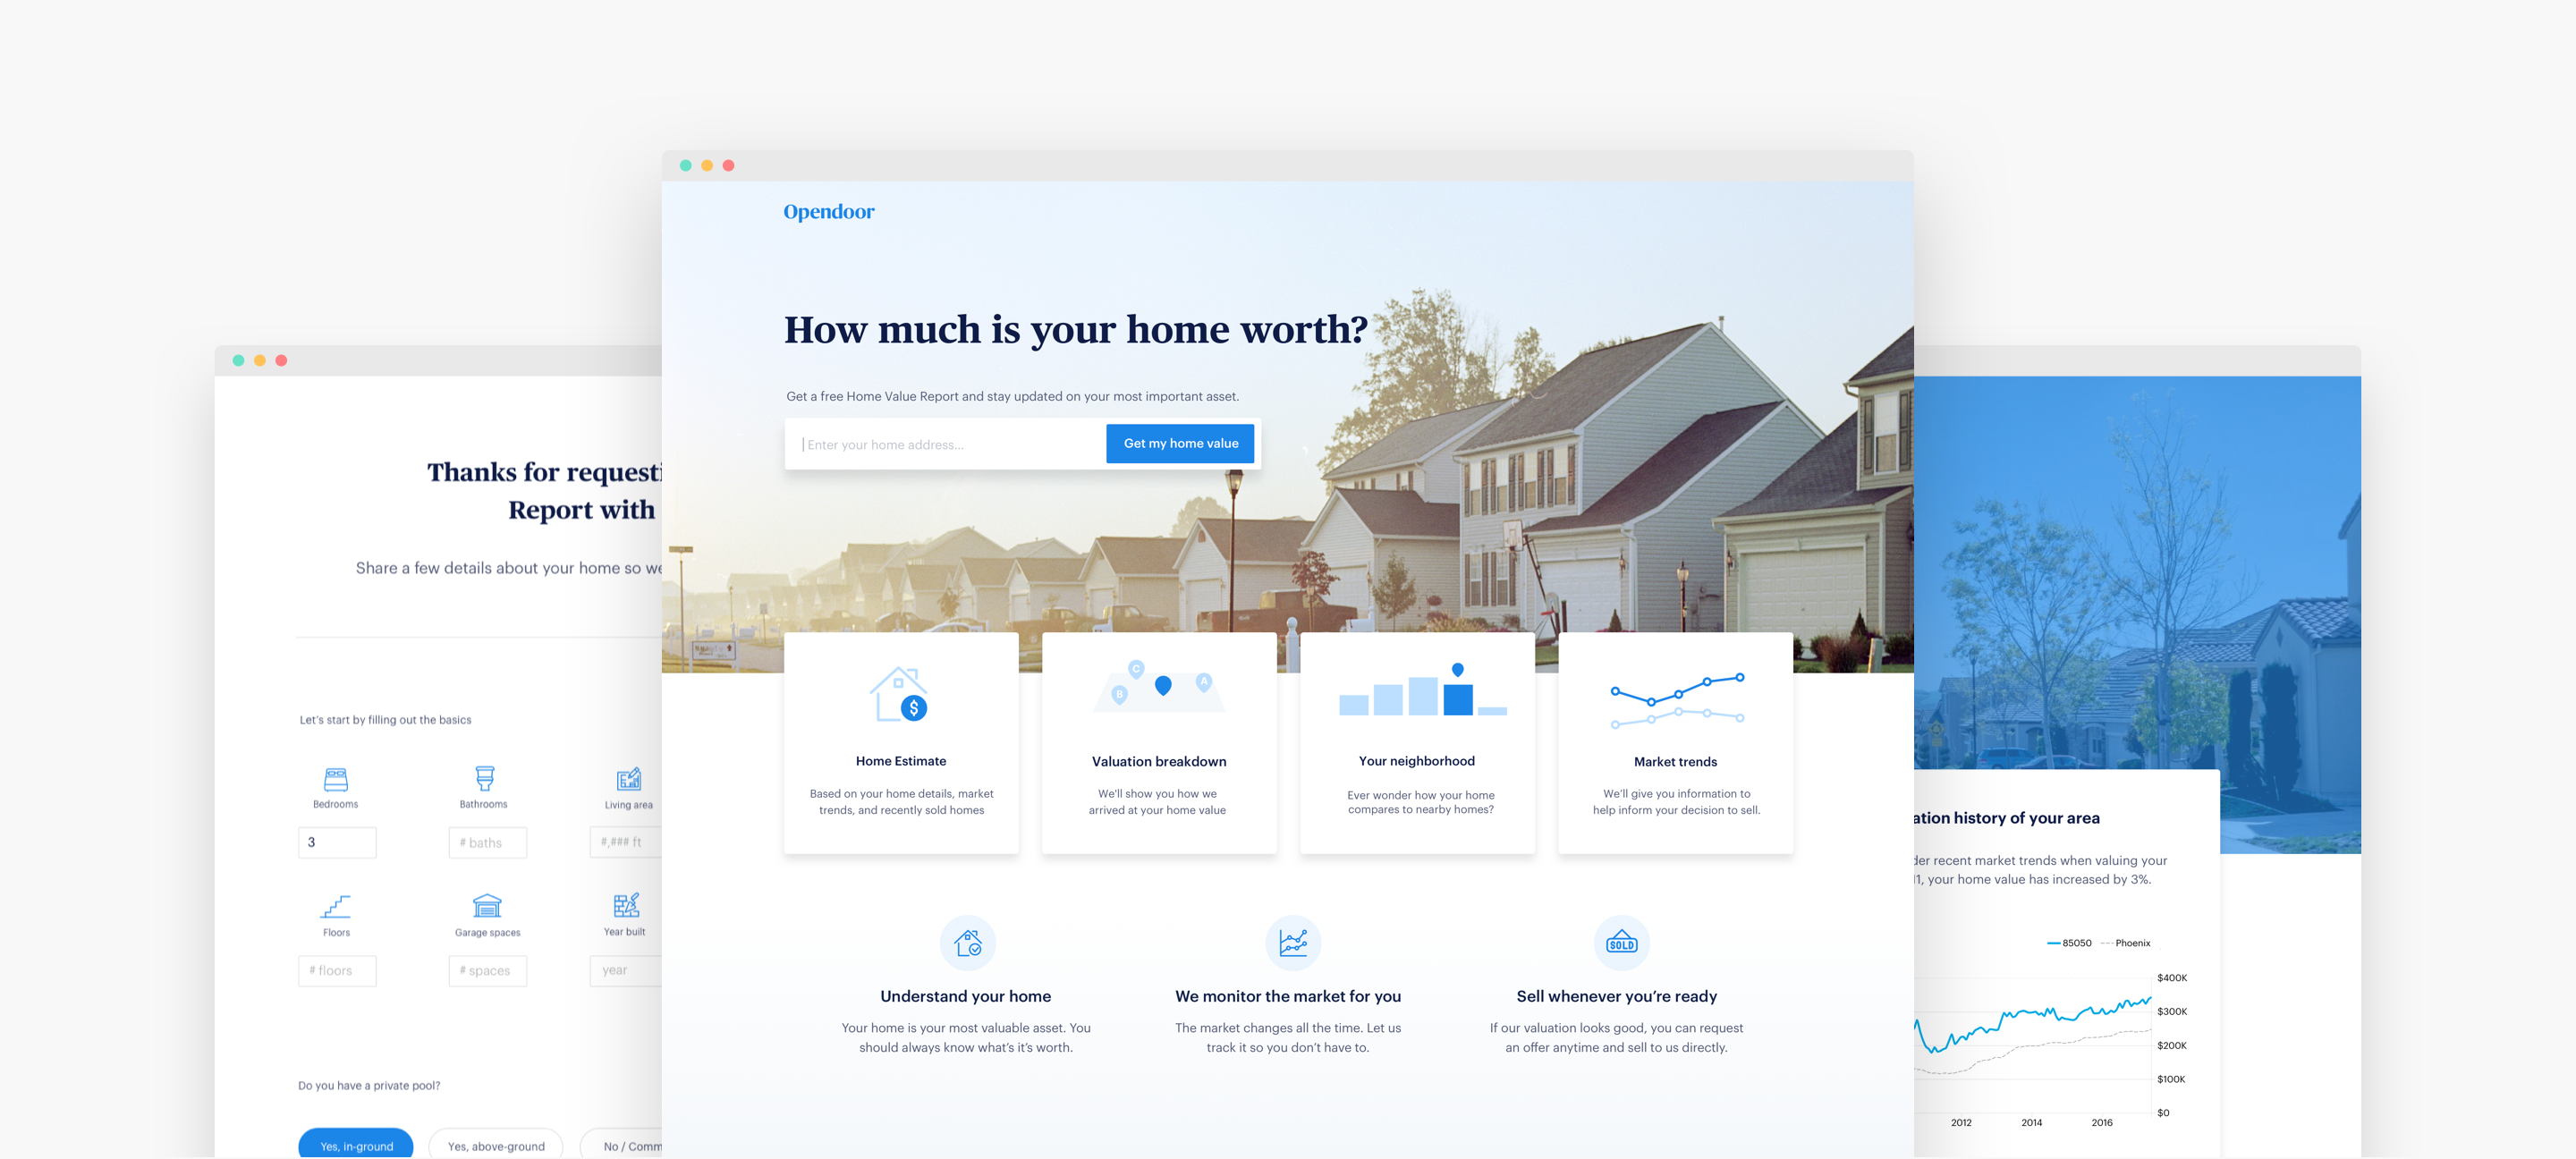 Opendoor
How much is your home worth?
Get a free Home Value Report and stay updated on your most important asset.
Enter your home address...
Get my home value
C
B
A
$
Home Estimate
Based on your home details, market
trends, and recently sold homes
Valuation breakdown
We'll show you how we
arrived at your home value
Your neighborhood
Ever wonder how your home
compares to nearby homes?
Market trends
We'll give you information to
help inform your decision to sell.
SOLD
Understand your home
Your home is your most valuable asset. You
should always know what's it's worth.
We monitor the market for you
The market changes all the time. Let us
track it so you don't have to.
Sell whenever you're ready
If our valuation looks good, you can request
an offer anytime and sell to us directly.
Thanks for requesti
Report with
Share a few details about your home so we
Let's start by filling out the basics
Bedrooms
Bathrooms
Living area
3
# baths
#,### ft
Floors
Garage spaces
Year built
# floors
# spaces
year
Do you have a private pool?
Yes, in-ground
Yes, above-ground
No / Comm
ation history of your area
der recent market trends when valuing your
11, your home value has increased by 3%.
85050
Phoenix
$400K
$300K
$200K
$100K
$0
2012
2014
2016